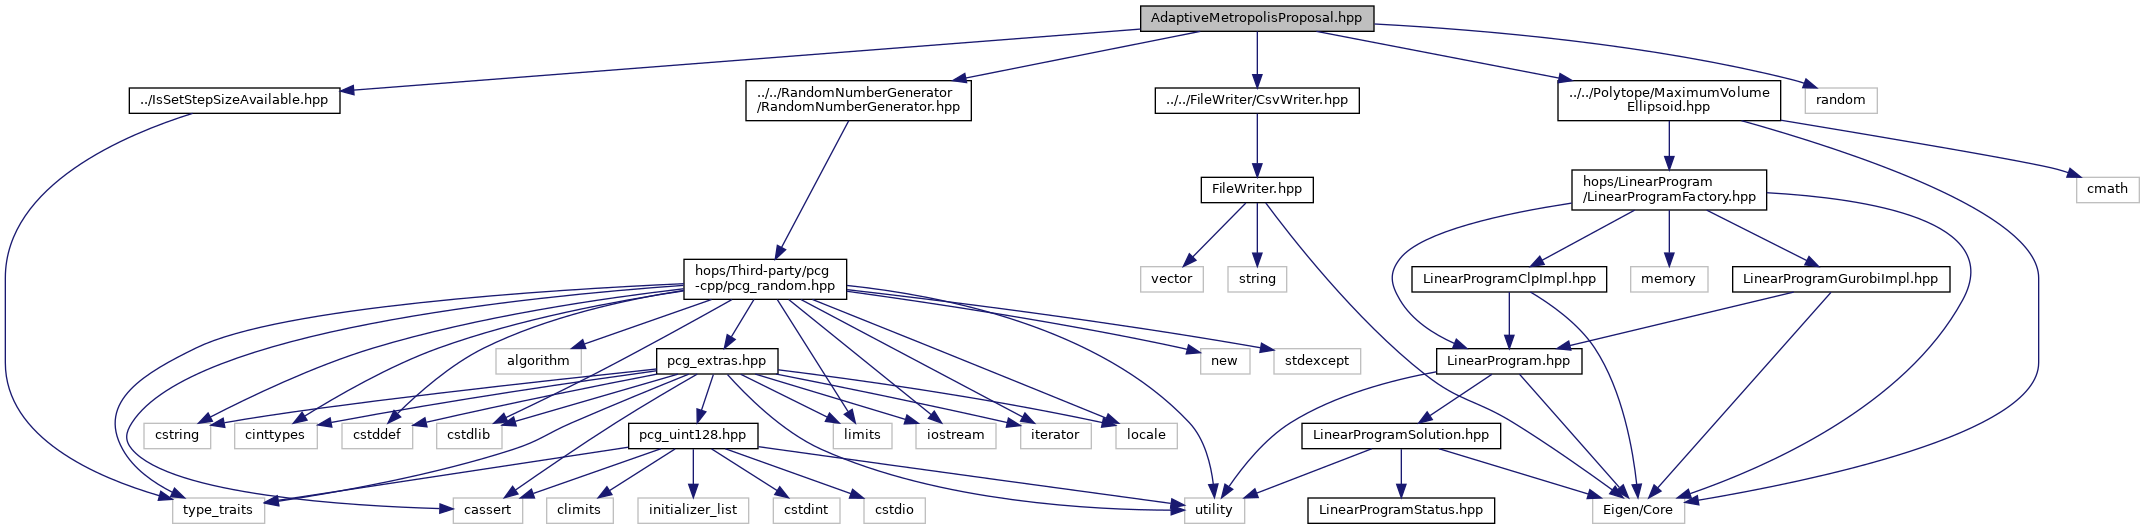 AdaptiveMetropolisProposal.hpp
../IsSetStepSizeAvailable.hpp
../../RandomNumberGenerator
/RandomNumberGenerator.hpp
../../FileWriter/CsvWriter.hpp
../../Polytope/MaximumVolume
Ellipsoid.hpp
random
FileWriter.hpp
hops/LinearProgram
/LinearProgramFactory.hpp
cmath
hops/Third-party/pcg
-cpp/pcg_random.hpp
vector
string
LinearProgramClpImpl.hpp
memory
LinearProgramGurobiImpl.hpp
algorithm
pcg_extras.hpp
new
stdexcept
LinearProgram.hpp
cstring
cinttypes
cstddef
cstdlib
pcg_uint128.hpp
limits
iostream
iterator
locale
LinearProgramSolution.hpp
type_traits
cassert
climits
initializer_list
cstdint
cstdio
utility
LinearProgramStatus.hpp
Eigen/Core